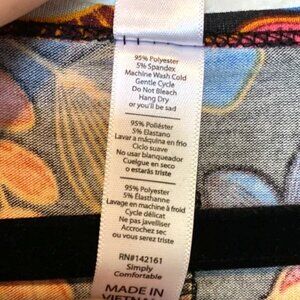 95% Polyester
5% Spandex
Machine Wash Cold
Gentle Cycle
Do Not Bleach
Hang Dry
or you'll be sad
95% Poliéster
5% Elastano
Lavar a máquina en frío
Ciclo suave
No usar blanqueador
Cuelgue en seco
o estarás triste
95% Polyester
5% Élasthanne
Lavage en machine à froid
Cycle délicat
Ne pas javelliser
Accrochez sec
ou vous serez triste
RN#142161
Simply
Comfortable
MADE IN
VIETNAM